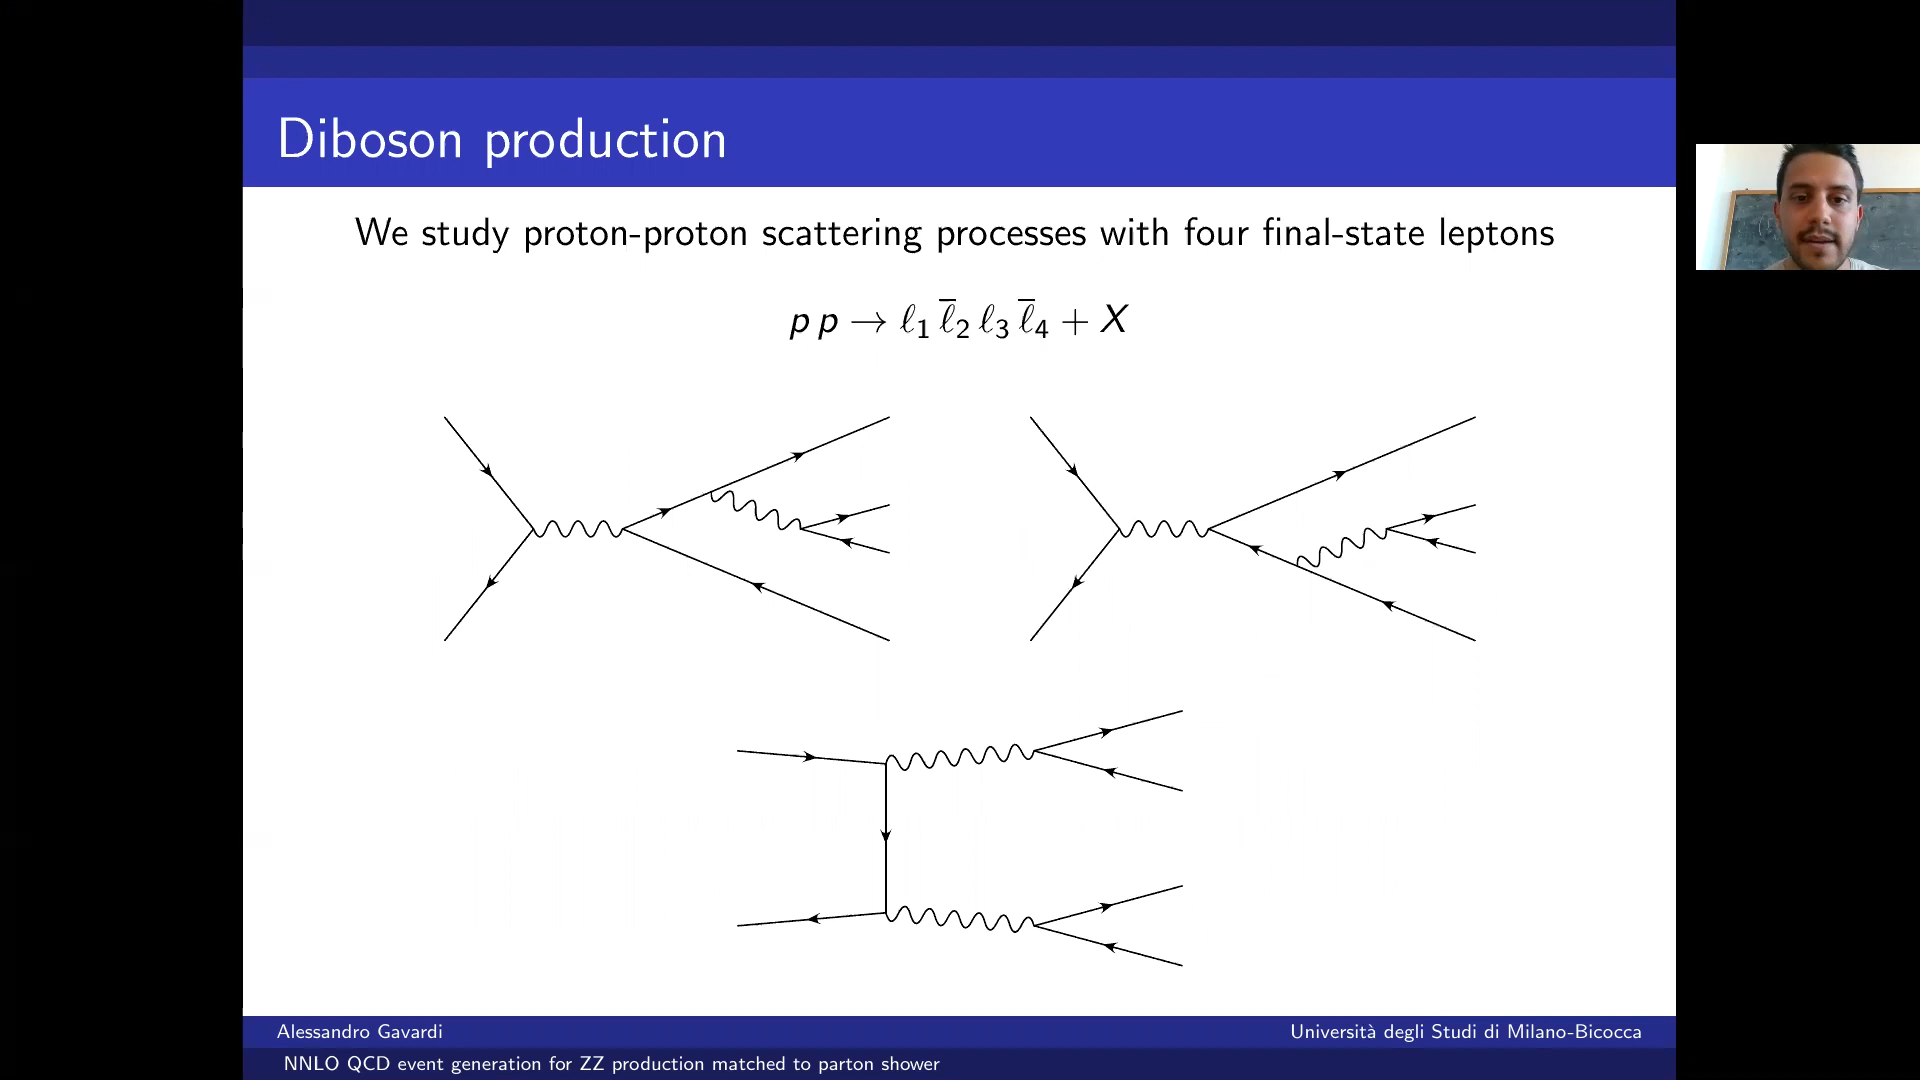 Diboson production
We study proton-proton scattering processes with four final-state leptons
p p → ℓ₁ ℓ̅₂ ℓ₃ ℓ̅₄ + X
Alessandro Gavardi
Università degli Studi di Milano-Bicocca
NNLO QCD event generation for ZZ production matched to parton shower